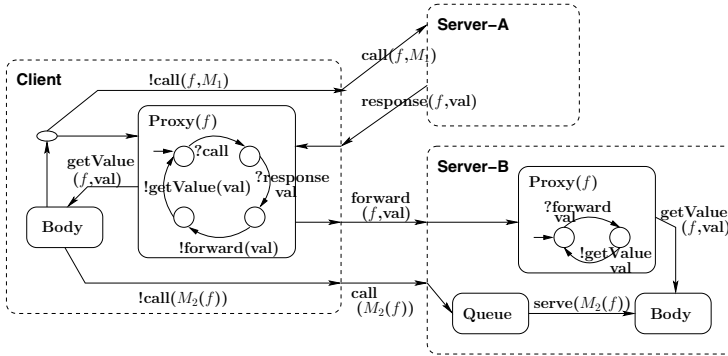 Server-A
Client
!call(f,M₁)
call(f,M₁)
response(f,val)
Proxy(f)
?call
getValue
(f,val)
!getValue(val)
?response
val
!forward(val)
Body
forward
(f,val)
Server-B
Proxy(f)
?forward
val
!getValue
val
getValue
(f,val)
!call(M₂(f))
call
(M₂(f))
Queue
serve(M₂(f))
Body